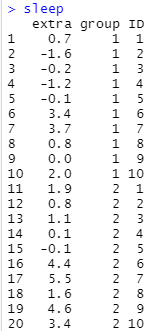 > sleep
   extra group ID
1    0.7     1  1
2   -1.6     1  2
3   -0.2     1  3
4   -1.2     1  4
5   -0.1     1  5
6    3.4     1  6
7    3.7     1  7
8    0.8     1  8
9    0.0     1  9
10   2.0     1 10
11   1.9     2  1
12   0.8     2  2
13   1.1     2  3
14   0.1     2  4
15  -0.1     2  5
16   4.4     2  6
17   5.5     2  7
18   1.6     2  8
19   4.6     2  9
20   3.4     2 10